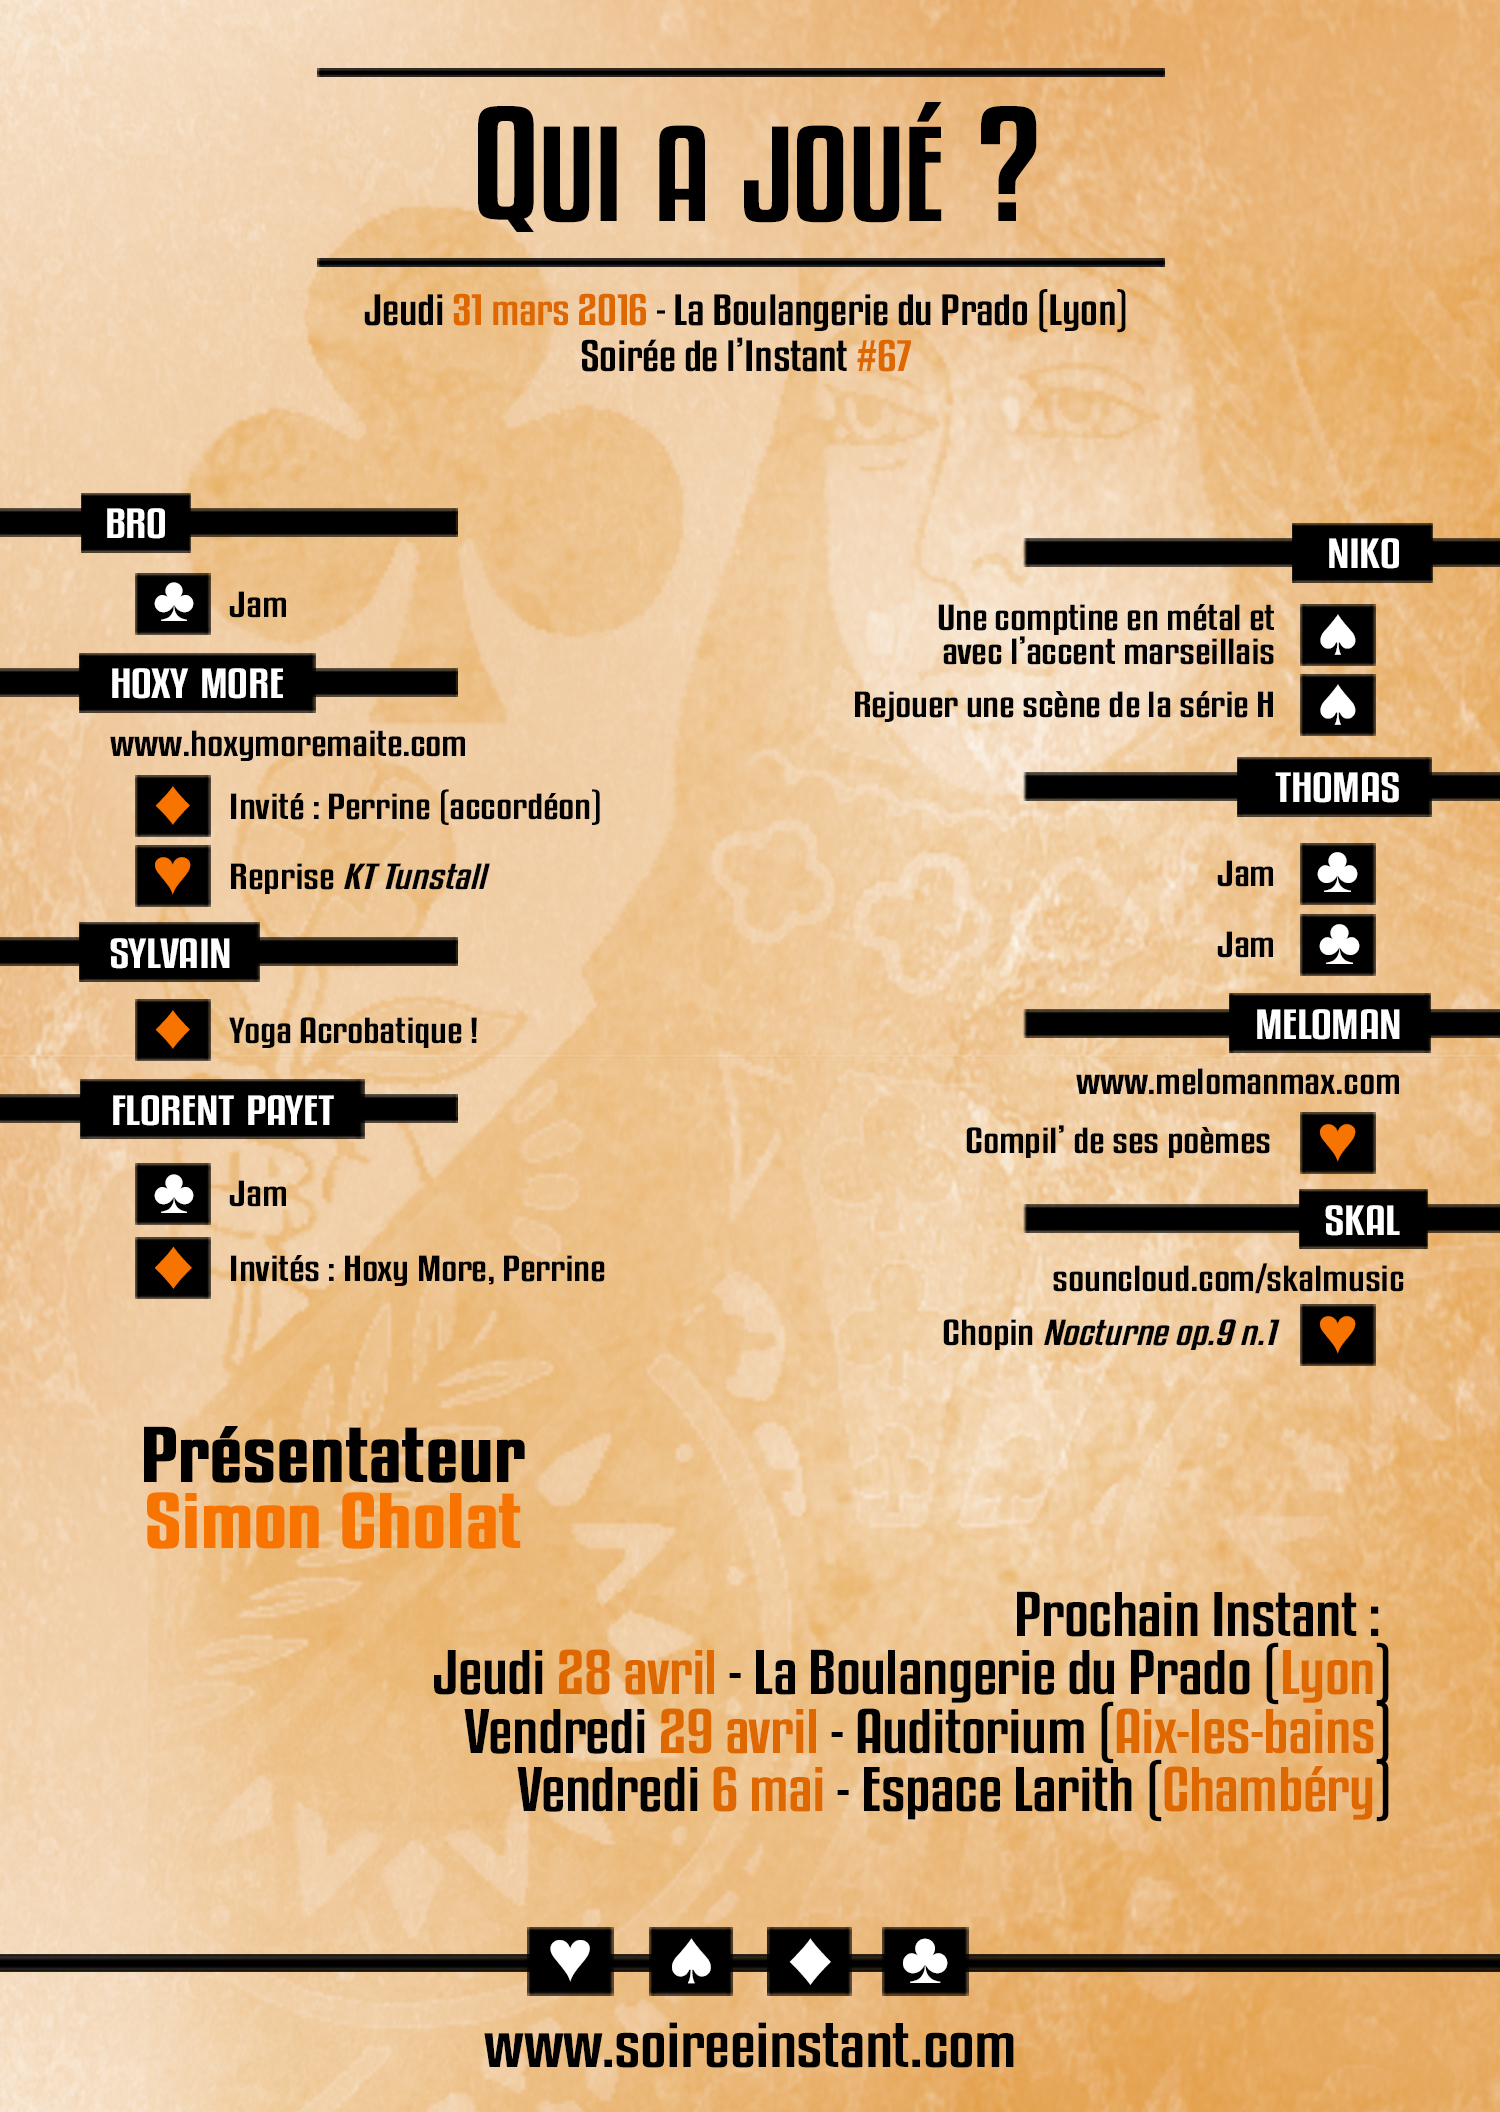 Qui a joué ?
Jeudi 31 mars 2016 - La Boulangerie du Prado (Lyon)
Soirée de l'Instant #67
BRO
Jam
HOXY MORE
www.hoxymoremaite.com
Invité : Perrine (accordéon)
Reprise KT Tunstall
SYLVAIN
Yoga Acrobatique !
FLORENT PAYET
Jam
Invités : Hoxy More, Perrine
NIKO
Une comptine en métal et
avec l'accent marseillais
Rejouer une scène de la série H
THOMAS
Jam
Jam
MELOMAN
www.melomanmax.com
Compil' de ses poèmes
SKAL
souncloud.com/skalmusic
Chopin Nocturne op.9 n.1
Présentateur
Simon Cholat
Prochain Instant :
Jeudi 28 avril - La Boulangerie du Prado (Lyon)
Vendredi 29 avril - Auditorium (Aix-les-bains)
Vendredi 6 mai - Espace Larith (Chambéry)
www.soireeinstant.com